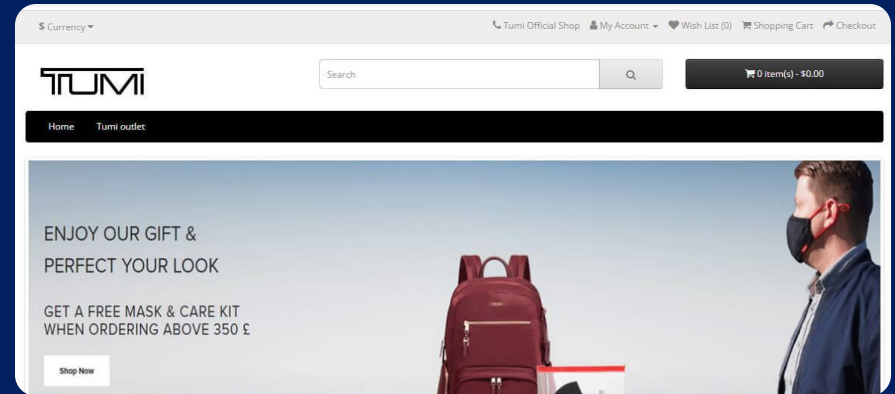 $ Currency
Tumi Official Shop My Account Wish List (0) Shopping Cart Checkout
TUMI
Search
0 item(s) - $0.00
Home Tumi outlet
ENJOY OUR GIFT &
PERFECT YOUR LOOK
GET A FREE MASK & CARE KIT
WHEN ORDERING ABOVE 350 £
Shop Now